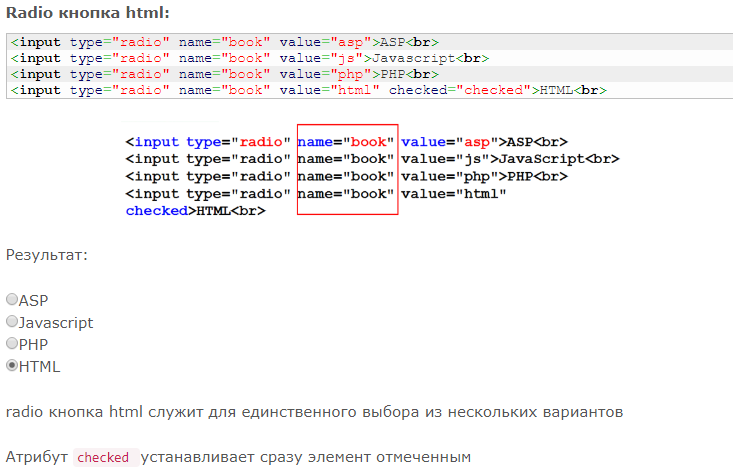 Radio кнопка html:
<input type="radio" name="book" value="asp">ASP<br>
<input type="radio" name="book" value="js">Javascript<br>
<input type="radio" name="book" value="php">PHP<br>
<input type="radio" name="book" value="html" checked="checked">HTML<br>
<input type="radio" name="book" value="asp">ASP<br>
<input type="radio" name="book" value="js">JavaScript<br>
<input type="radio" name="book" value="php">PHP<br>
<input type="radio" name="book" value="html"
checked>HTML<br>
Результат:
ASP
Javascript
PHP
HTML
radio кнопка html служит для единственного выбора из нескольких вариантов
Атрибут checked устанавливает сразу элемент отмеченным